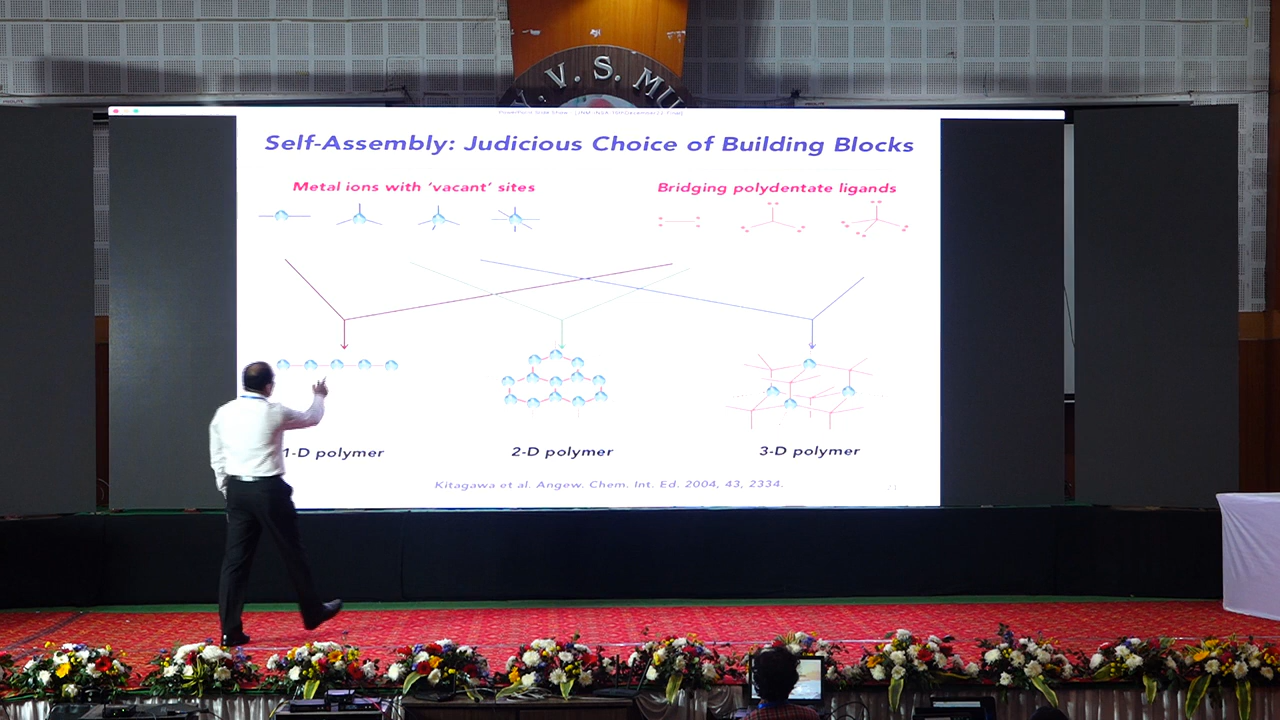 V. S. MU
Self-Assembly: Judicious Choice of Building Blocks
Metal ions with ‘vacant’ sites
Bridging polydentate ligands
1-D polymer
2-D polymer
3-D polymer
Kitagawa et al. Angew. Chem. Int. Ed. 2004, 43, 2334.